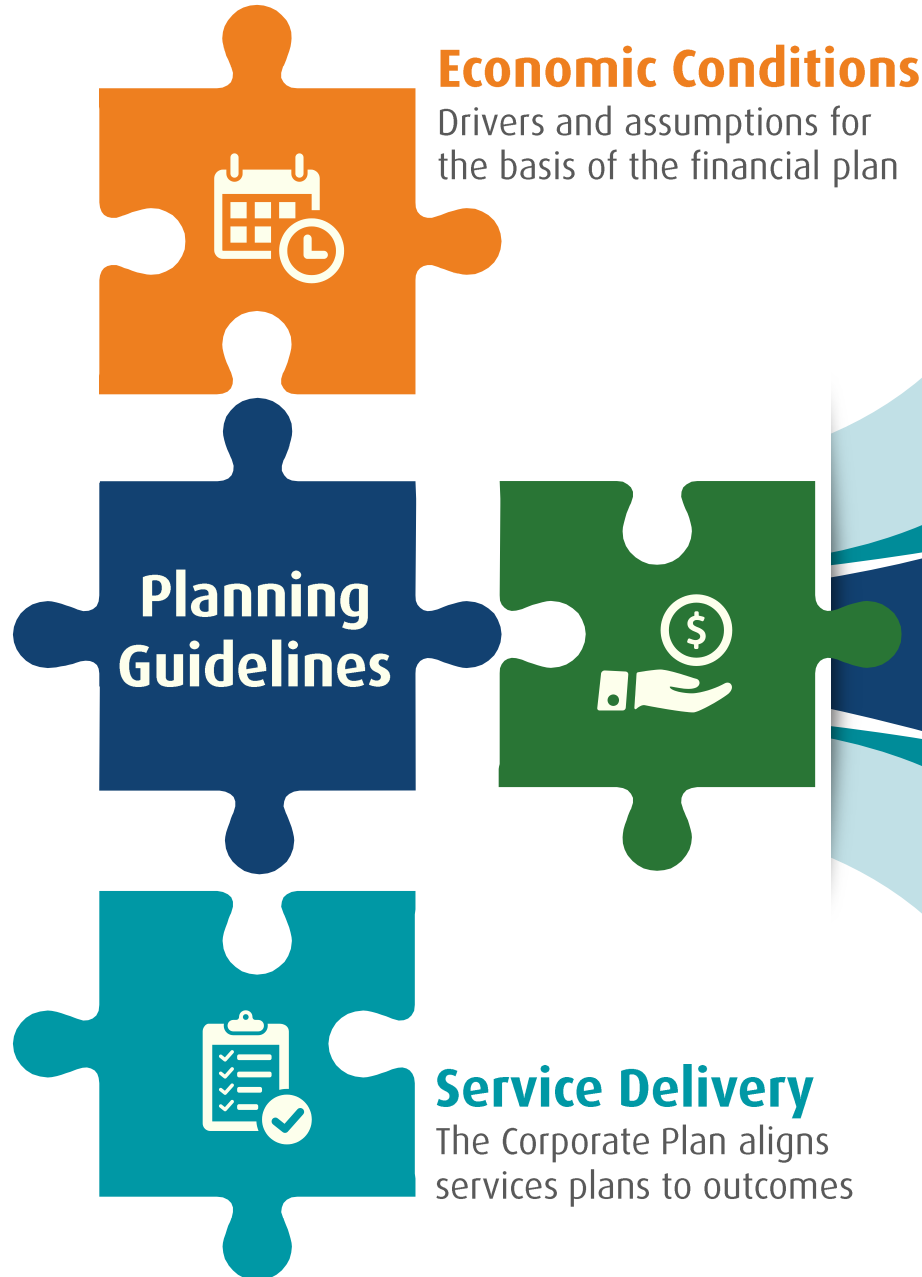 Economic Conditions
Drivers and assumptions for
the basis of the financial plan
Planning
Guidelines
$
Service Delivery
The Corporate Plan aligns
services plans to outcomes